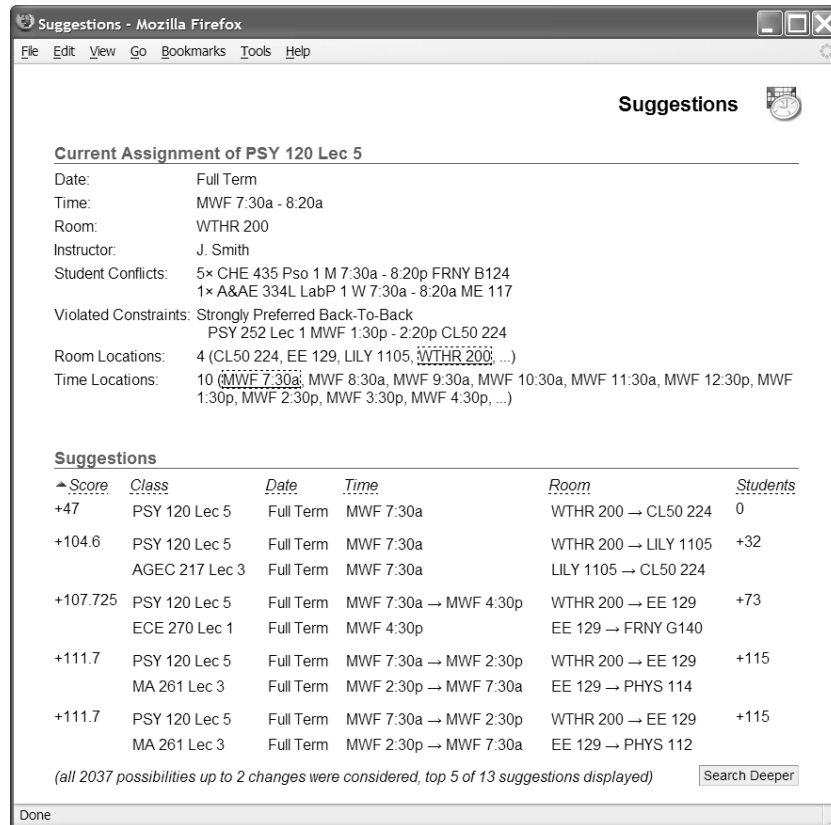 Suggestions - Mozilla Firefox
File Edit View Go Bookmarks Tools Help
Suggestions
Current Assignment of PSY 120 Lec 5
Date: Full Term
Time: MWF 7:30a - 8:20a
Room: WTHR 200
Instructor: J. Smith
Student Conflicts: 5× CHE 435 Pso 1 M 7:30a - 8:20p FRNY B124
1× A&AE 334L LabP 1 W 7:30a - 8:20a ME 117
Violated Constraints: Strongly Preferred Back-To-Back
PSY 252 Lec 1 MWF 1:30p - 2:20p CL50 224
Room Locations: 4 (CL50 224, EE 129, LILY 1105, WTHR 200, ...)
Time Locations: 10 (MWF 7:30a, MWF 8:30a, MWF 9:30a, MWF 10:30a, MWF 11:30a, MWF 12:30p, MWF
1:30p, MWF 2:30p, MWF 3:30p, MWF 4:30p, ...)
Suggestions
Score Class Date Time Room Students
+47 PSY 120 Lec 5 Full Term MWF 7:30a WTHR 200 → CL50 224 0
+104.6 PSY 120 Lec 5 Full Term MWF 7:30a WTHR 200 → LILY 1105 +32
AGEC 217 Lec 3 Full Term MWF 7:30a LILY 1105 → CL50 224
+107.725 PSY 120 Lec 5 Full Term MWF 7:30a → MWF 4:30p WTHR 200 → EE 129 +73
ECE 270 Lec 1 Full Term MWF 4:30p EE 129 → FRNY G140
+111.7 PSY 120 Lec 5 Full Term MWF 7:30a → MWF 2:30p WTHR 200 → EE 129 +115
MA 261 Lec 3 Full Term MWF 2:30p → MWF 7:30a EE 129 → PHYS 114
+111.7 PSY 120 Lec 5 Full Term MWF 7:30a → MWF 2:30p WTHR 200 → EE 129 +115
MA 261 Lec 3 Full Term MWF 2:30p → MWF 7:30a EE 129 → PHYS 112
(all 2037 possibilities up to 2 changes were considered, top 5 of 13 suggestions displayed) Search Deeper
Done